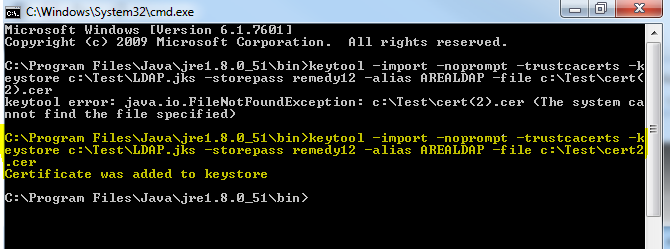 C:\Windows\System32\cmd.exe
Microsoft Windows [Version 6.1.7601]
Copyright (c) 2009 Microsoft Corporation.  All rights reserved.
C:\Program Files\Java\jre1.8.0_51\bin>keytool -import -noprompt -trustcacerts -k
eystore c:\Test\LDAP.jks -storepass remedy12 -alias AREALDAP -file c:\Test\cert(
2).cer
keytool error: java.io.FileNotFoundException: c:\Test\cert(2).cer (The system ca
nnot find the file specified)
C:\Program Files\Java\jre1.8.0_51\bin>keytool -import -noprompt -trustcacerts -k
eystore c:\Test\LDAP.jks -storepass remedy12 -alias AREALDAP -file c:\Test\cert2
.cer
Certificate was added to keystore
C:\Program Files\Java\jre1.8.0_51\bin>